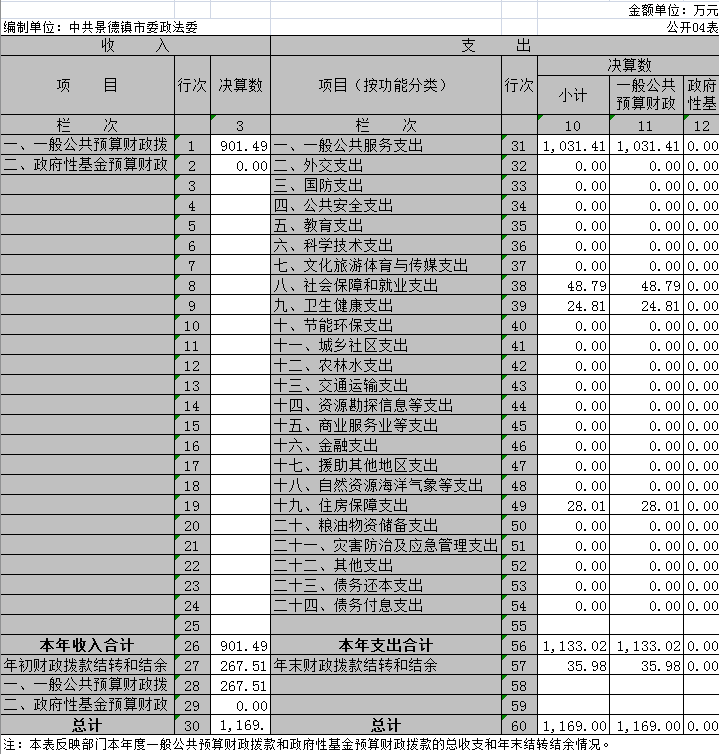 金额单位：万元
编制单位：中共景德镇市委政法委 公开04表
收 入 支 出
项 目 行次 决算数 项目（按功能分类） 行次 决算数
小计 一般公共预算财政 政府性基
栏 次 3 栏 次 10 11 12
一、一般公共预算财政拨 1 901.49 一、一般公共服务支出 31 1,031.41 1,031.41 0.00
二、政府性基金预算财政 2 0.00 二、外交支出 32 0.00 0.00 0.00
3 三、国防支出 33 0.00 0.00 0.00
4 四、公共安全支出 34 0.00 0.00 0.00
5 五、教育支出 35 0.00 0.00 0.00
6 六、科学技术支出 36 0.00 0.00 0.00
7 七、文化旅游体育与传媒支出 37 0.00 0.00 0.00
8 八、社会保障和就业支出 38 48.79 48.79 0.00
9 九、卫生健康支出 39 24.81 24.81 0.00
10 十、节能环保支出 40 0.00 0.00 0.00
11 十一、城乡社区支出 41 0.00 0.00 0.00
12 十二、农林水支出 42 0.00 0.00 0.00
13 十三、交通运输支出 43 0.00 0.00 0.00
14 十四、资源勘探信息等支出 44 0.00 0.00 0.00
15 十五、商业服务业等支出 45 0.00 0.00 0.00
16 十六、金融支出 46 0.00 0.00 0.00
17 十七、援助其他地区支出 47 0.00 0.00 0.00
18 十八、自然资源海洋气象等支出 48 0.00 0.00 0.00
19 十九、住房保障支出 49 28.01 28.01 0.00
20 二十、粮油物资储备支出 50 0.00 0.00 0.00
21 二十一、灾害防治及应急管理支出 51 0.00 0.00 0.00
22 二十二、其他支出 52 0.00 0.00 0.00
23 二十三、债务还本支出 53 0.00 0.00 0.00
24 二十四、债务付息支出 54 0.00 0.00 0.00
25 55
本年收入合计 26 901.49 本年支出合计 56 1,133.02 1,133.02 0.00
年初财政拨款结转和结余 27 267.51 年末财政拨款结转和结余 57 35.98 35.98 0.00
一、一般公共预算财政拨 28 267.51 58
二、政府性基金预算财政 29 0.00 59
总计 30 1,169. 总计 60 1,169.00 1,169.00 0.00
注：本表反映部门本年度一般公共预算财政拨款和政府性基金预算财政拨款的总收支和年末结转结余情况。